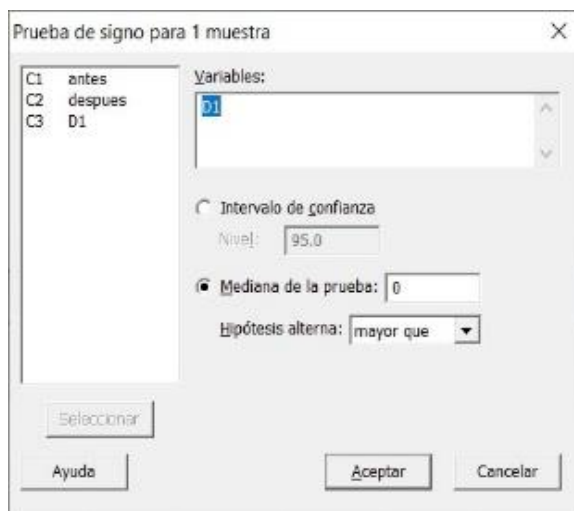 Prueba de signo para 1 muestra
C1 antes
C2 despues
C3 D1
Variables:
D1
Intervalo de confianza
Nivel: 95.0
Mediana de la prueba: 0
Hipótesis alterna: mayor que
Seleccionar
Ayuda
Aceptar
Cancelar